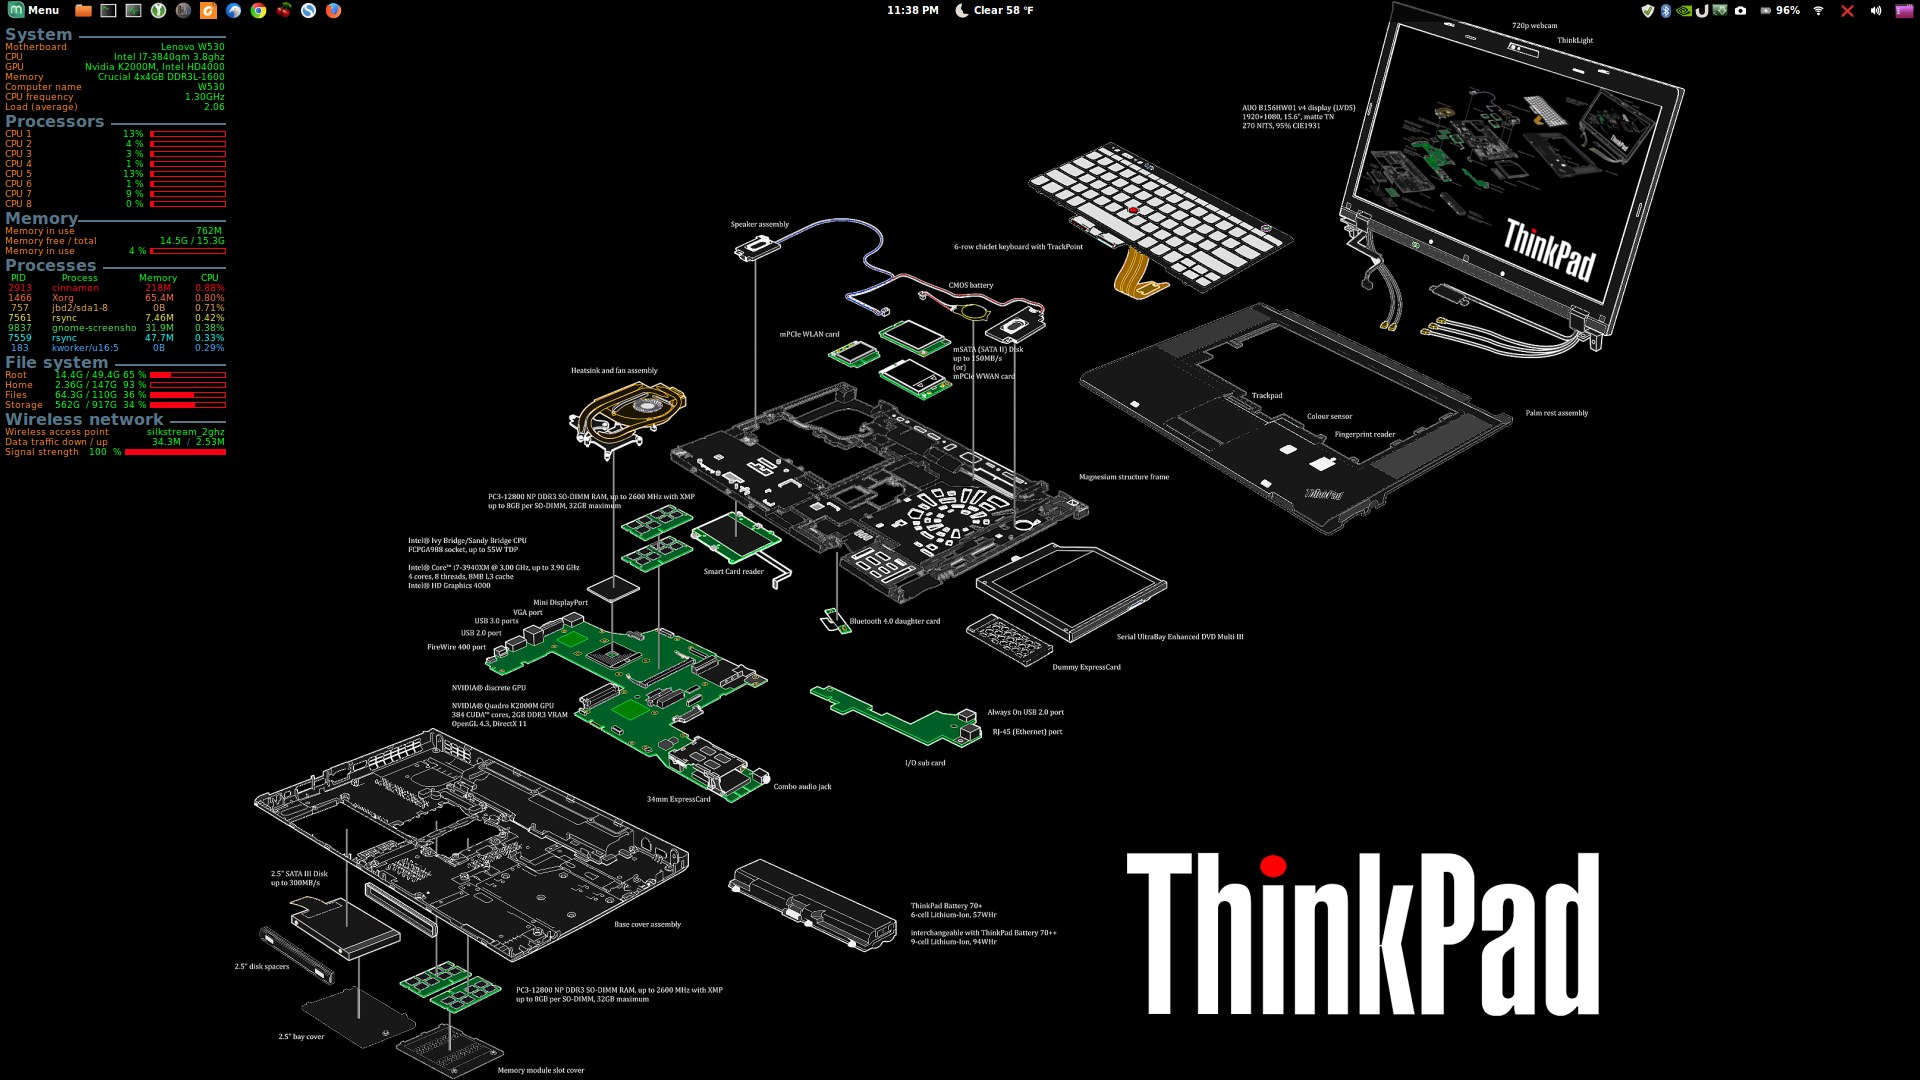 Menu
11:38 PM
Clear 58 °F
96%
System
Motherboard Lenovo W530
CPU Intel I7-3840qm 3.8ghz
GPU Nvidia K2000M, Intel HD4000
Memory Crucial 4x4GB DDR3L-1600
Computer name W530
CPU frequency 1.30GHz
Load (average) 2.06
Processors
CPU 1 13%
CPU 2 4 %
CPU 3 3 %
CPU 4 1 %
CPU 5 13%
CPU 6 1 %
CPU 7 9 %
CPU 8 0 %
Memory
Memory in use 762M
Memory free / total 14.5G / 15.3G
Memory in use 4 %
Processes
PID Process Memory CPU
2913 cinnamon 218M 0.88%
1466 Xorg 65.4M 0.80%
757 jbd2/sda1-8 0B 0.71%
7561 rsync 7.46M 0.42%
9837 gnome-screensho 31.9M 0.38%
7559 rsync 47.7M 0.33%
183 kworker/u16:5 0B 0.29%
File system
Root 14.4G / 49.4G 65 %
Home 2.36G / 147G 93 %
Files 64.3G / 110G 36 %
Storage 562G / 917G 34 %
Wireless network
Wireless access point silkstream_2ghz
Data traffic down / up 34.3M / 2.53M
Signal strength 100 %
720p webcam
ThinkLight
AUO B156HW01 v4 display (LVDS)
1920×1080, 15.6", matte TN
270 NITS, 95% CIE1931
ThinkPad
ThinkPad
Speaker assembly
6-row chiclet keyboard with TrackPoint
CMOS battery
mPCIe WLAN card
mSATA (SATA II) Disk
up to 150MB/s
(or)
mPCIe WWAN card
Heatsink and fan assembly
Trackpad
Colour sensor
Fingerprint reader
Palm rest assembly
ThinkPad
Magnesium structure frame
PC3-12800 NP DDR3 SO-DIMM RAM, up to 2600 MHz with XMP
up to 8GB per SO-DIMM, 32GB maximum
Intel® Ivy Bridge/Sandy Bridge CPU
FCPGA988 socket, up to 55W TDP
Intel® Core™ i7-3940XM @ 3.00 GHz, up to 3.90 GHz
4 cores, 8 threads, 8MB L3 cache
Intel® HD Graphics 4000
Smart Card reader
Mini DisplayPort
VGA port
USB 3.0 ports
USB 2.0 port
FireWire 400 port
Bluetooth 4.0 daughter card
Serial UltraBay Enhanced DVD Multi III
Dummy ExpressCard
NVIDIA® discrete GPU
NVIDIA® Quadro K2000M GPU
384 CUDA™ cores, 2GB DDR3 VRAM
OpenGL 4.3, DirectX 11
Always On USB 2.0 port
RJ-45 (Ethernet) port
I/O sub card
Combo audio jack
34mm ExpressCard
2.5" SATA III Disk
up to 300MB/s
Base cover assembly
ThinkPad Battery 70+
6-cell Lithium-Ion, 57WHr
interchangeable with ThinkPad Battery 70++
9-cell Lithium-Ion, 94WHr
2.5" disk spacers
PC3-12800 NP DDR3 SO-DIMM RAM, up to 2600 MHz with XMP
up to 8GB per SO-DIMM, 32GB maximum
2.5" bay cover
Memory module slot cover
ThinkPad